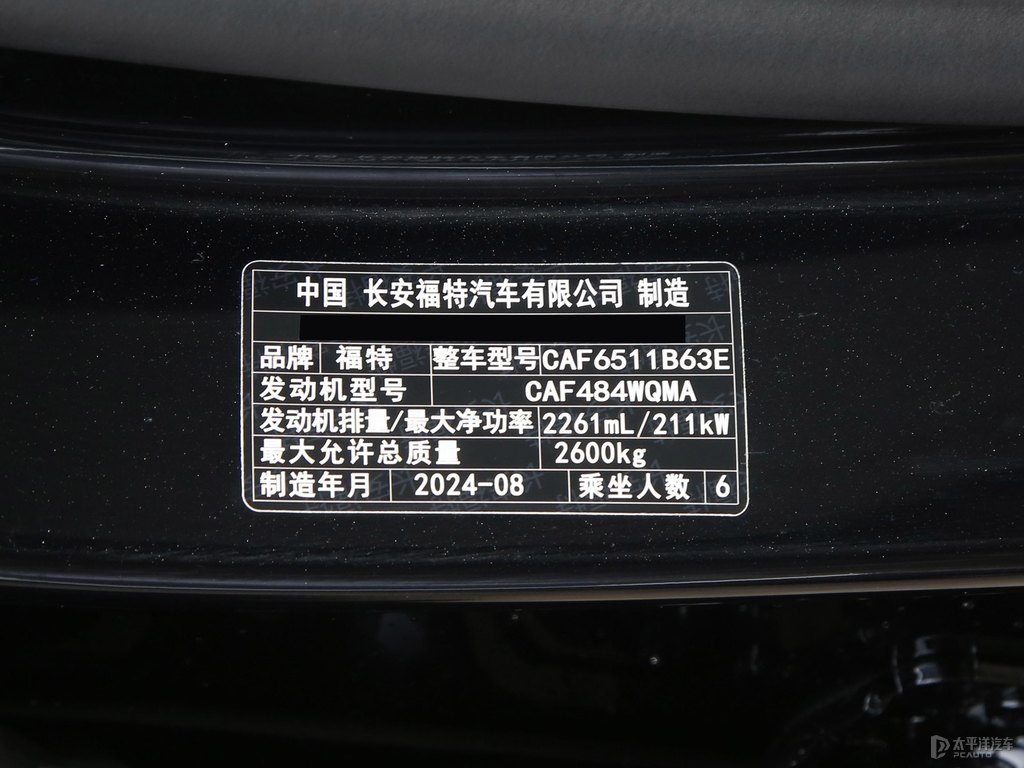 中国 长安福特汽车有限公司 制造
品牌 福特 整车型号 CAF6511B63E
发动机型号 CAF484WQMA
发动机排量/最大净功率 2261mL/211kW
最大允许总质量 2600kg
制造年月 2024-08 乘坐人数 6
太平洋汽车
PCAUTO